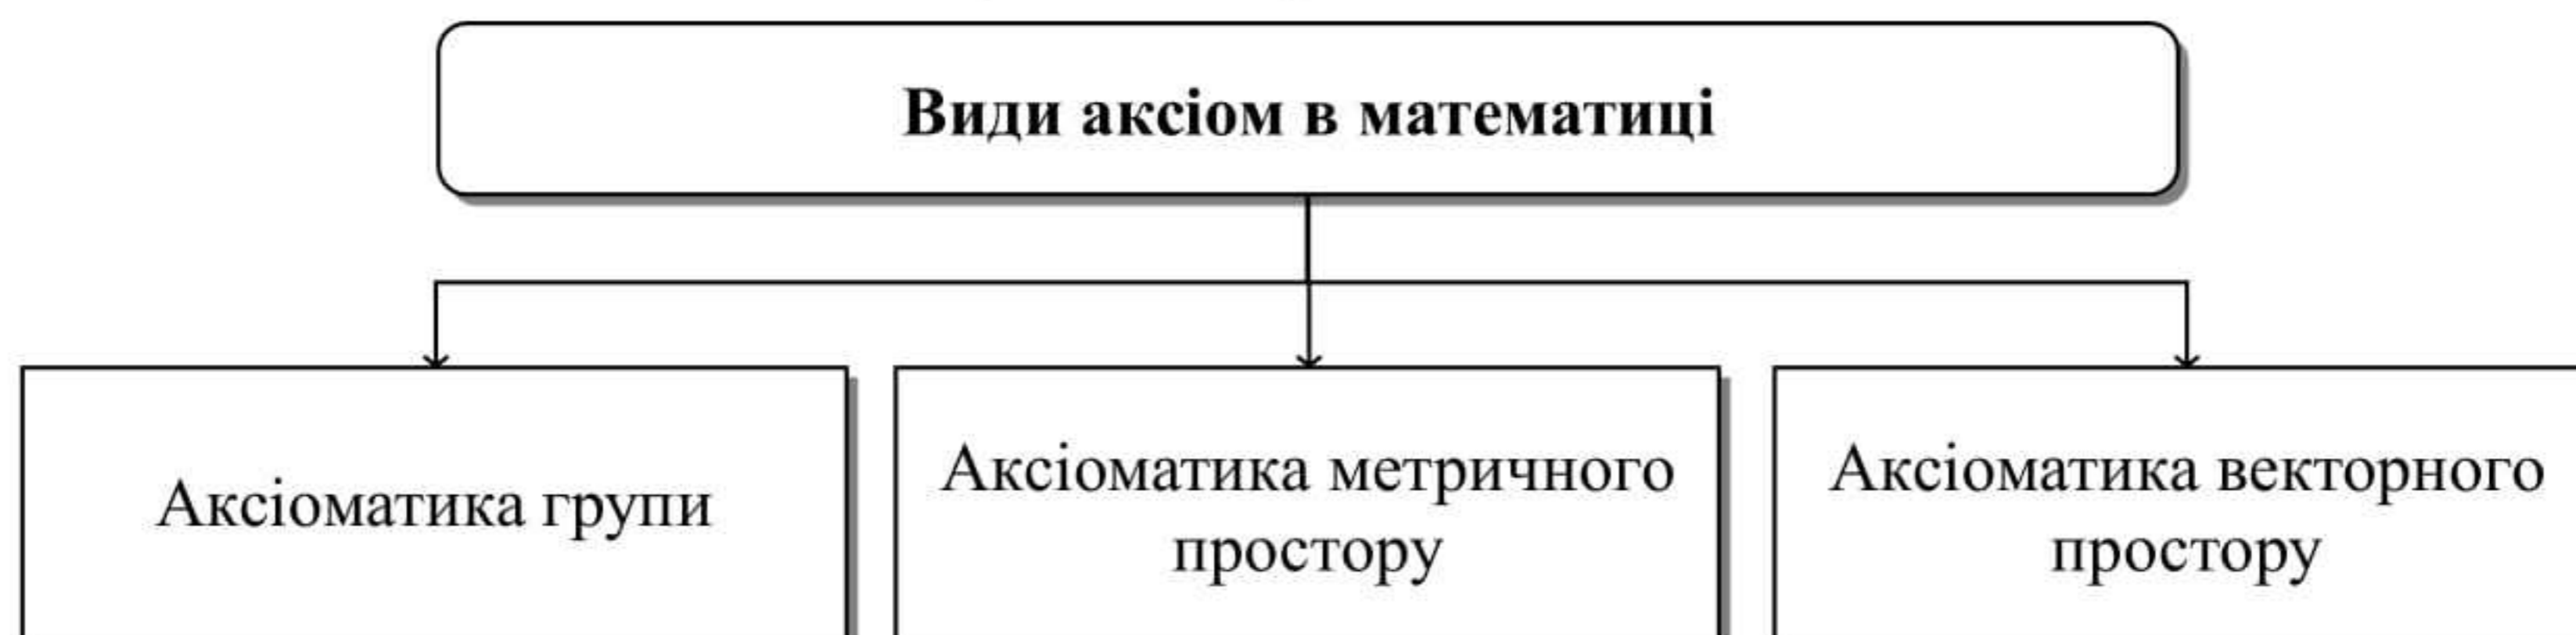 Види аксіом в математиці
Аксіоматика групи
Аксіоматика метричного
простору
Аксіоматика векторного
простору